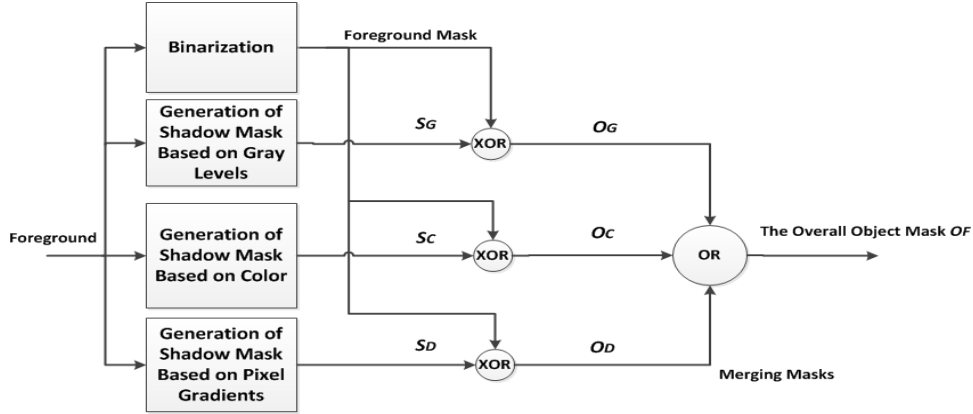 Binarization
Foreground Mask
Generation of
Shadow Mask
Based on Gray
Levels
SG
XOR
OG
Foreground
Generation of
Shadow Mask
Based on Color
SC
XOR
OC
OR
The Overall Object Mask OF
Generation of
Shadow Mask
Based on Pixel
Gradients
SD
XOR
OD
Merging Masks